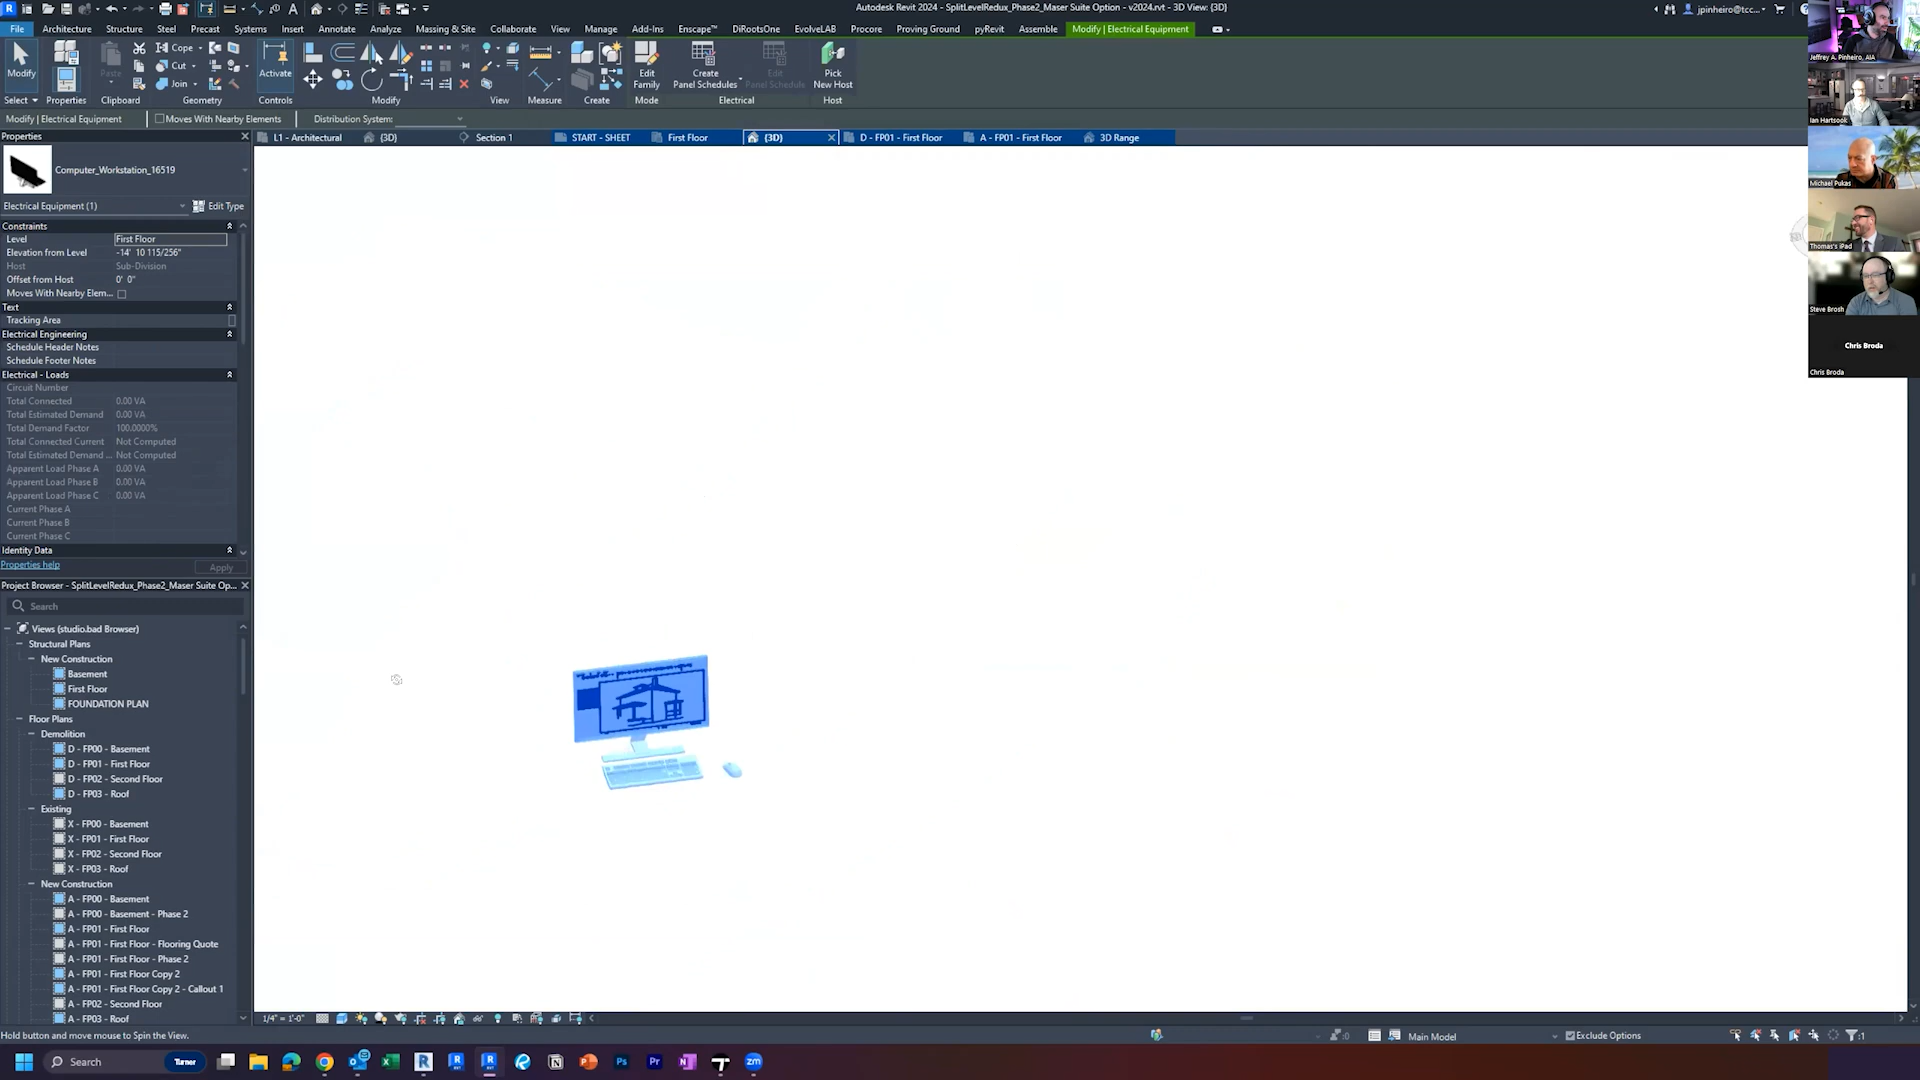 Autodesk Revit 2024 - SplitLevelRedux_Phase2_Maser Suite Option - v2024.rvt - 3D View: {3D}
jpinheiro@tcc...
File Architecture Structure Steel Precast Systems Insert Annotate Analyze Massing & Site Collaborate View Manage Add-Ins Enscape™ DiRootsOne EvolveLAB Procore Proving Ground pyRevit Assemble Modify | Electrical Equipment
Modify Properties Paste Cope Cut Join Activate Edit Family Create Panel Schedules Edit Panel Schedule Pick New Host
Select Properties Clipboard Geometry Controls Modify View Measure Create Mode Electrical Host
Modify | Electrical Equipment Moves With Nearby Elements Distribution System:
Properties
L1 - Architectural {3D} Section 1 START - SHEET First Floor {3D} D - FP01 - First Floor A - FP01 - First Floor 3D Range
Computer_Workstation_16519
Electrical Equipment (1) Edit Type
Constraints
Level First Floor
Elevation from Level -14' 10 115/256"
Host Sub-Division
Offset from Host 0' 0"
Moves With Nearby Elem...
Text
Tracking Area
Electrical Engineering
Schedule Header Notes
Schedule Footer Notes
Electrical - Loads
Circuit Number
Total Connected 0.00 VA
Total Estimated Demand 0.00 VA
Total Demand Factor 100.0000%
Total Connected Current Not Computed
Total Estimated Demand ... Not Computed
Apparent Load Phase A 0.00 VA
Apparent Load Phase B 0.00 VA
Apparent Load Phase C 0.00 VA
Current Phase A
Current Phase B
Current Phase C
Identity Data
Properties help Apply
Project Browser - SplitLevelRedux_Phase2_Maser Suite Op...
Search
Views (studio.bad Browser)
Structural Plans
New Construction
Basement
First Floor
FOUNDATION PLAN
Floor Plans
Demolition
D - FP00 - Basement
D - FP01 - First Floor
D - FP02 - Second Floor
D - FP03 - Roof
Existing
X - FP00 - Basement
X - FP01 - First Floor
X - FP02 - Second Floor
X - FP03 - Roof
New Construction
A - FP00 - Basement
A - FP00 - Basement - Phase 2
A - FP01 - First Floor
A - FP01 - First Floor - Flooring Quote
A - FP01 - First Floor - Phase 2
A - FP01 - First Floor Copy 2
A - FP01 - First Floor Copy 2 - Callout 1
A - FP02 - Second Floor
A - FP03 - Roof
1/4" = 1'-0"
Hold button and move mouse to Spin the View.
:0 Main Model Exclude Options :1
Search Turner
Jeffrey A. Pinheiro, AIA
Ian Hartsook
Michael Pukas
Thomas's iPad
Steve Brosh
Chris Broda
Chris Broda